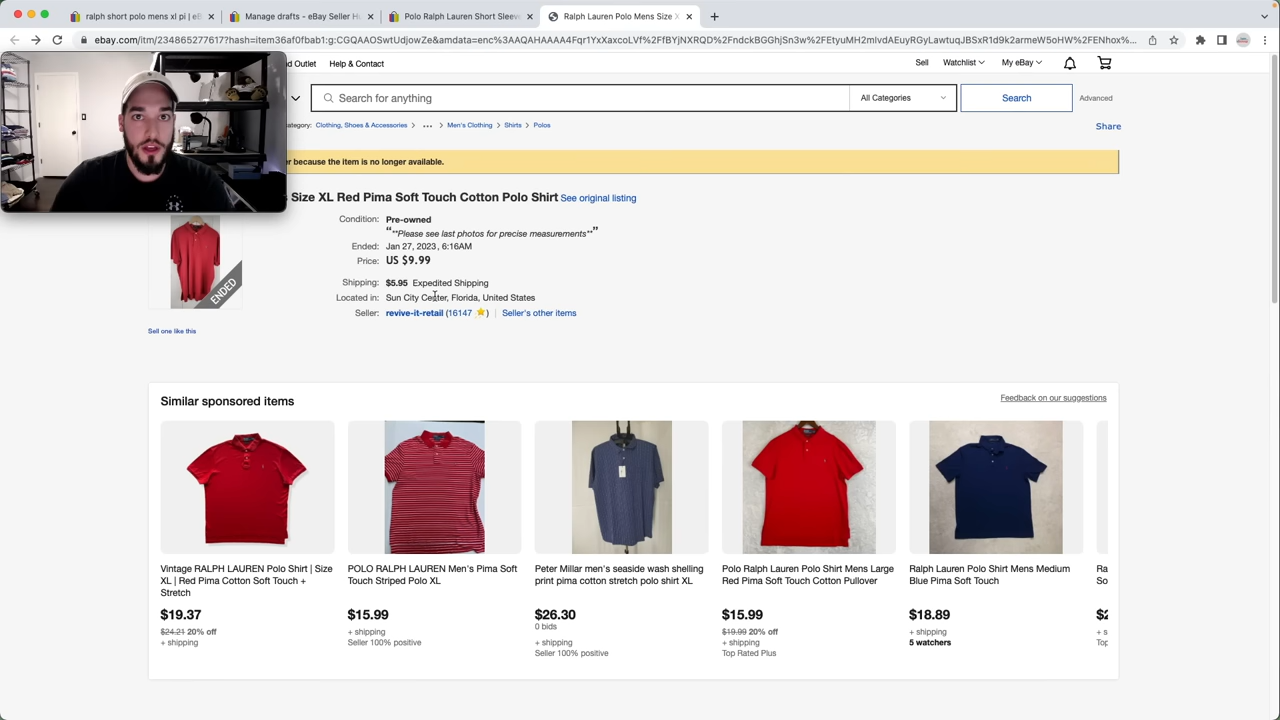 ralph short polo mens xl pi | eB
Manage drafts - eBay Seller Hu
Polo Ralph Lauren Short Sleeve
Ralph Lauren Polo Mens Size X
ebay.com/itm/234865277617?hash=item36af0fbab1:g:
nd Outlet
Help & Contact
Sell
Watchlist
My eBay
Search for anything
All Categories
Search
Advanced
ategory:
Clothing, Shoes & Accessories > ... > Men's Clothing > Shirts > Polos
Share
er because the item is no longer available.
Size XL Red Pima Soft Touch Cotton Polo Shirt See original listing
Condition: Pre-owned
“**Please see last photos for precise measurements**”
Ended: Jan 27, 2023 , 6:16AM
Price: US $9.99
Shipping: $5.95 Expedited Shipping
Located in: Sun City Center, Florida, United States
Seller: revive-it-retail (16147 ) | Seller's other items
ENDED
Sell one like this
Similar sponsored items
Feedback on our suggestions
Vintage RALPH LAUREN Polo Shirt | Size
XL | Red Pima Cotton Soft Touch +
Stretch
$19.37
$24.21 20% off
+ shipping
POLO RALPH LAUREN Men's Pima Soft
Touch Striped Polo XL
$15.99
+ shipping
Seller 100% positive
Peter Millar men's seaside wash shelling
print pima cotton stretch polo shirt XL
$26.30
0 bids
+ shipping
Seller 100% positive
Polo Ralph Lauren Polo Shirt Mens Large
Red Pima Soft Touch Cotton Pullover
$15.99
$19.99 20% off
+ shipping
Top Rated Plus
Ralph Lauren Polo Shirt Mens Medium
Blue Pima Soft Touch
$18.89
+ shipping
5 watchers
Ra
So
$2
+ s
Top